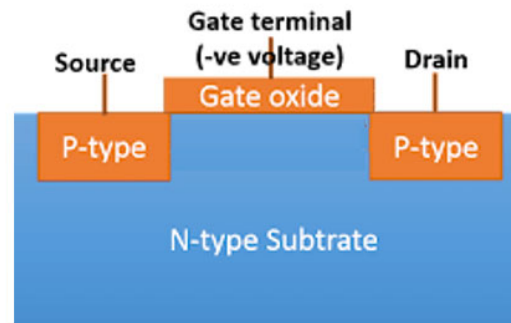 Gate terminal
(-ve voltage)
Source
Drain
Gate oxide
P-type
P-type
N-type Subtrate